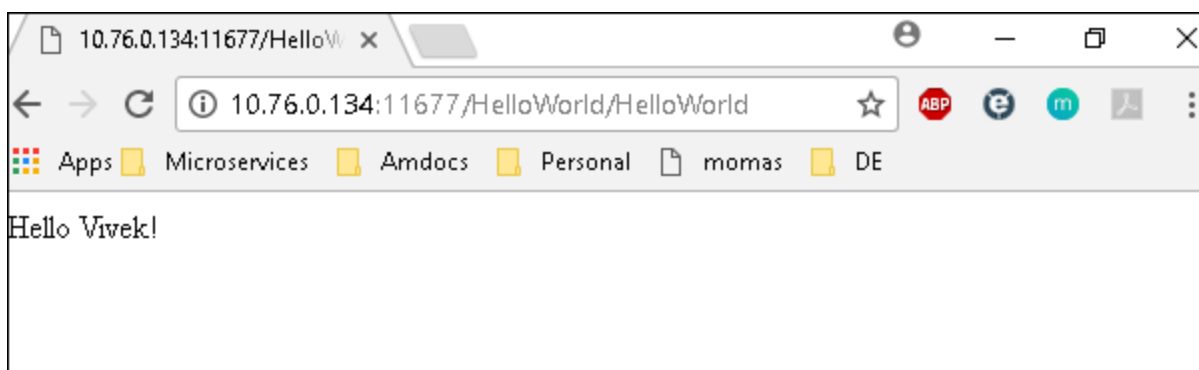 10.76.0.134:11677/HelloW
10.76.0.134:11677/HelloWorld/HelloWorld
ABP
e
m
Apps Microservices Amdocs Personal momas DE
Hello Vivek!